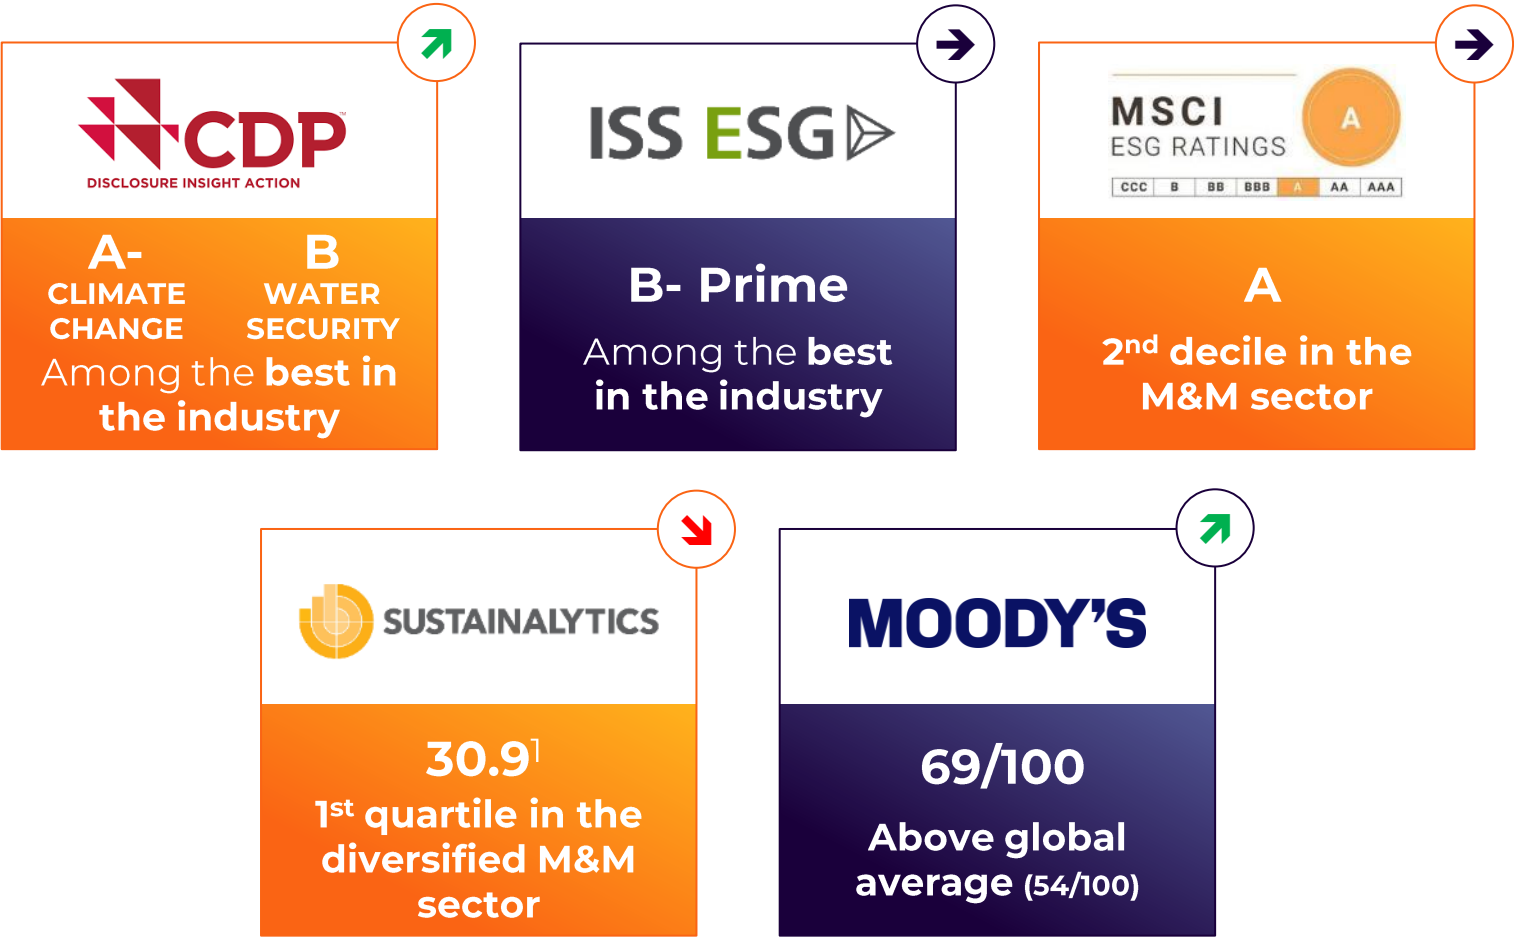 CDP™
DISCLOSURE INSIGHT ACTION
A-
CLIMATE
CHANGE
B
WATER
SECURITY
Among the best in
the industry
ISS ESG
B- Prime
Among the best
in the industry
MSCI
ESG RATINGS
A
CCC B BB BBB A AA AAA
A
2nd decile in the
M&M sector
SUSTAINALYTICS
30.91
1st quartile in the
diversified M&M
sector
MOODY'S
69/100
Above global
average (54/100)